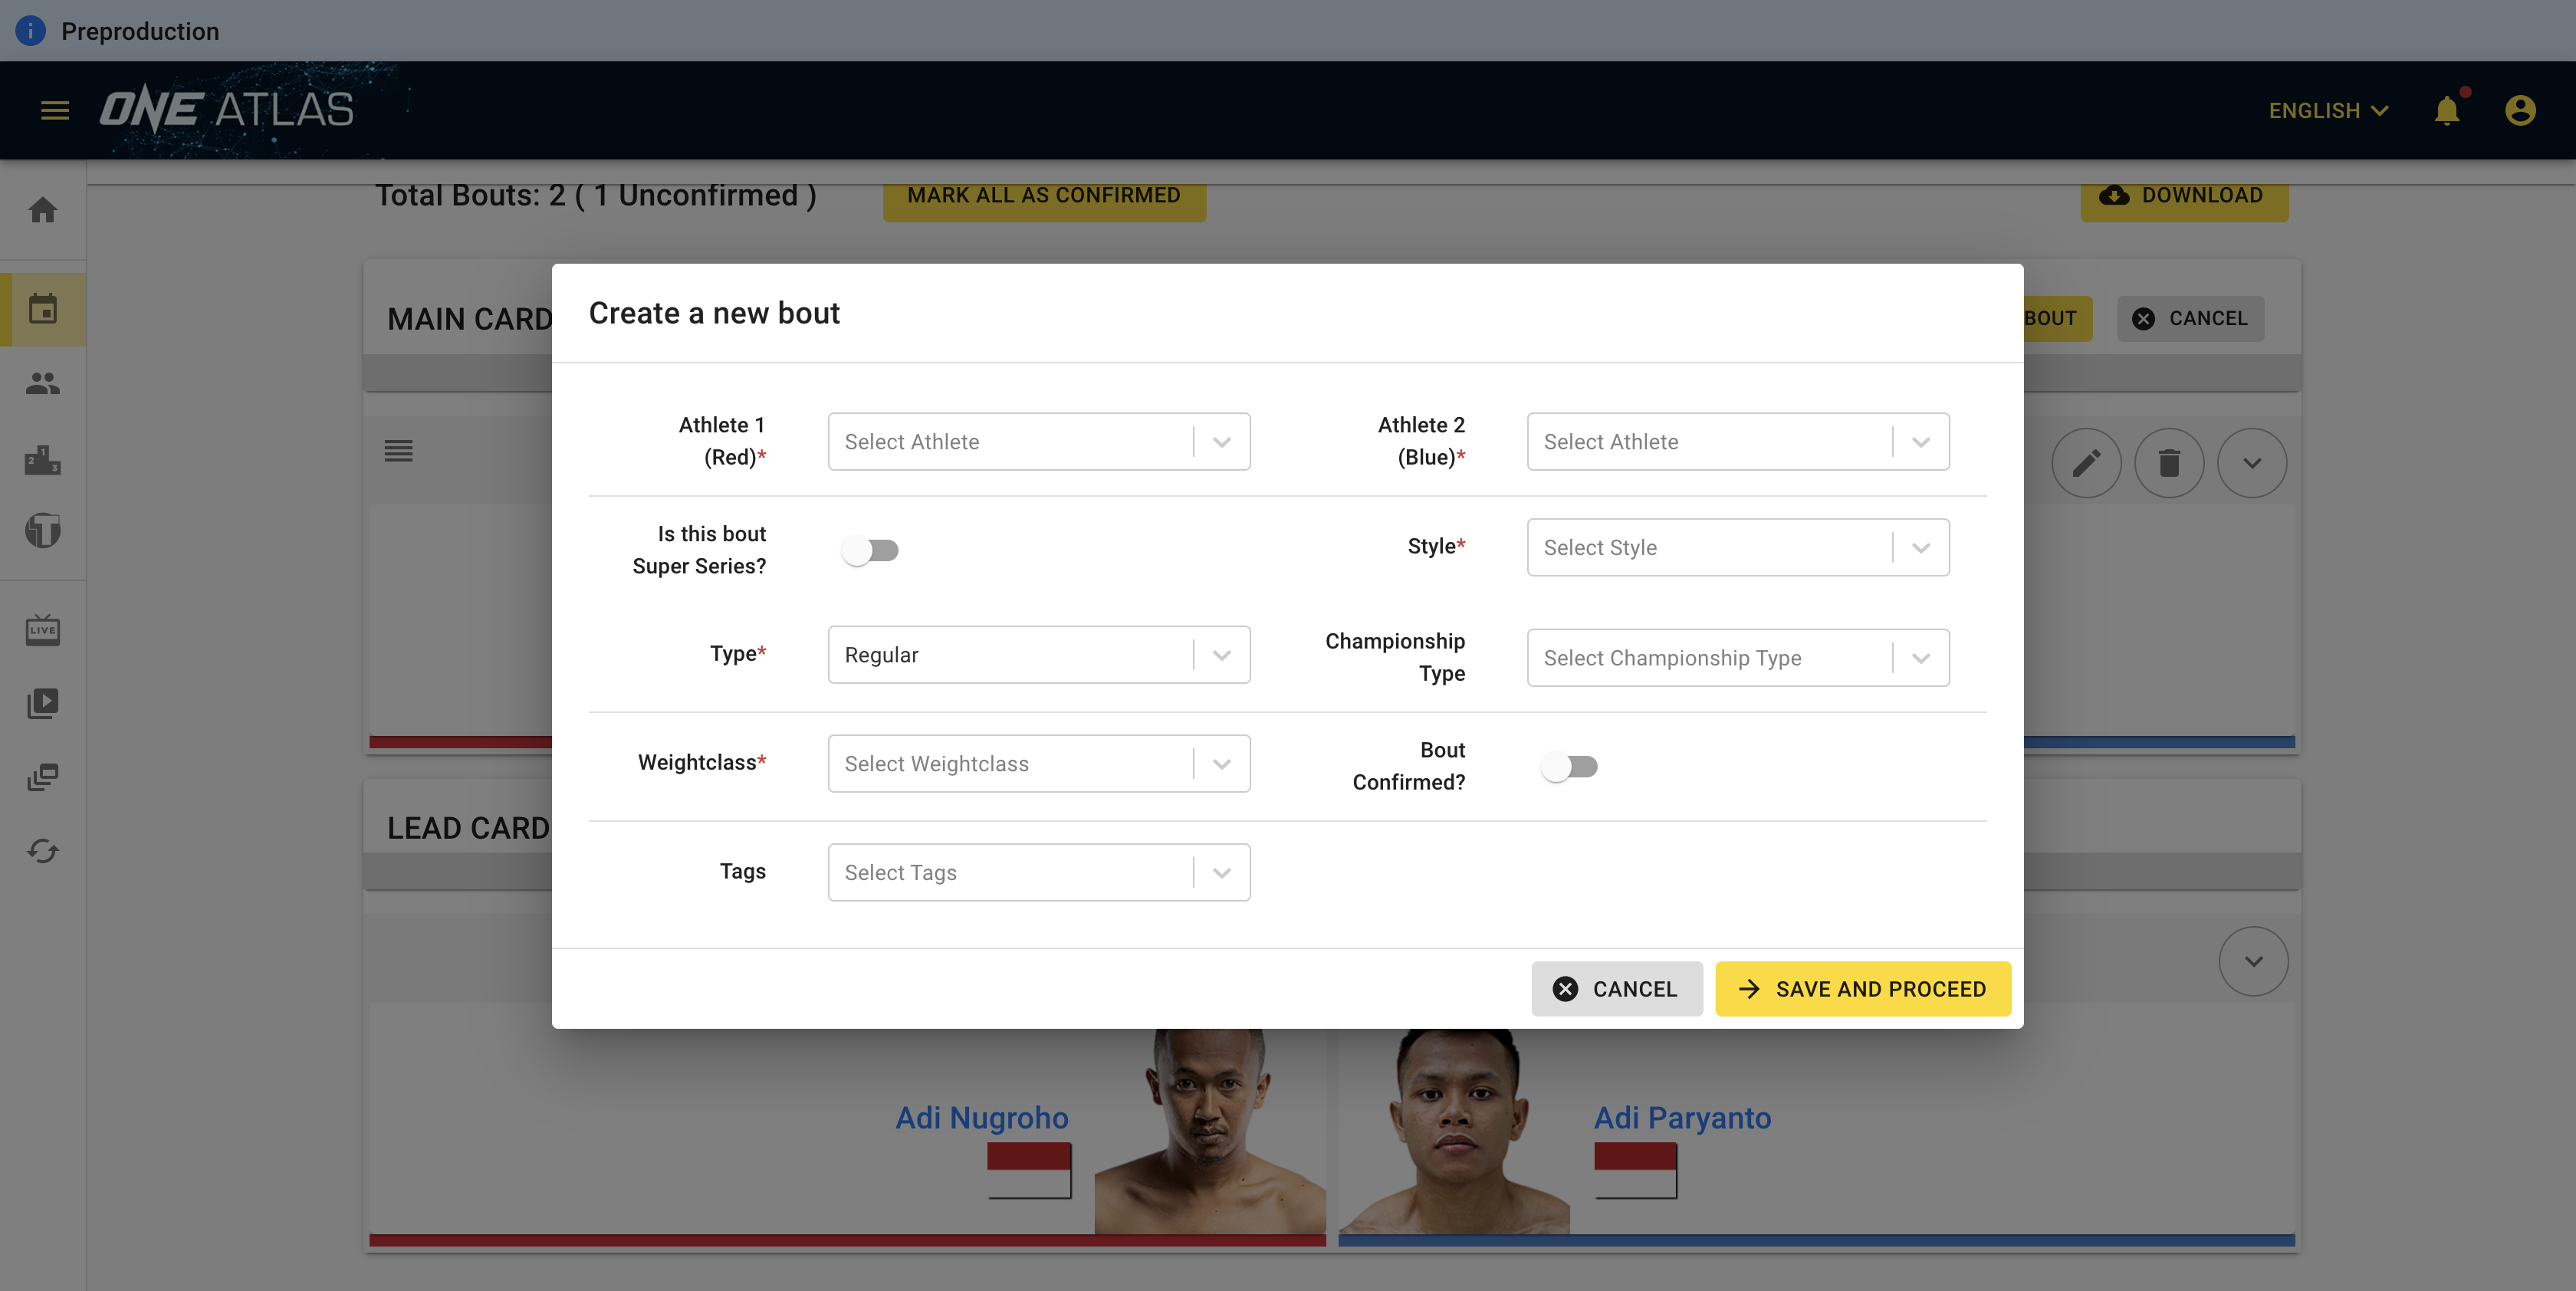 Preproduction
ONE ATLAS
ENGLISH
Total Bouts: 2 ( 1 Unconfirmed )
MARK ALL AS CONFIRMED
DOWNLOAD
MAIN CARD
BOUT
CANCEL
Create a new bout
Athlete 1
(Red)*
Select Athlete
Athlete 2
(Blue)*
Select Athlete
Is this bout
Super Series?
Style*
Select Style
Type*
Regular
Championship
Type
Select Championship Type
Weightclass*
Select Weightclass
Bout
Confirmed?
LIVE
LEAD CARD
Tags
Select Tags
CANCEL
SAVE AND PROCEED
Adi Nugroho
Adi Paryanto